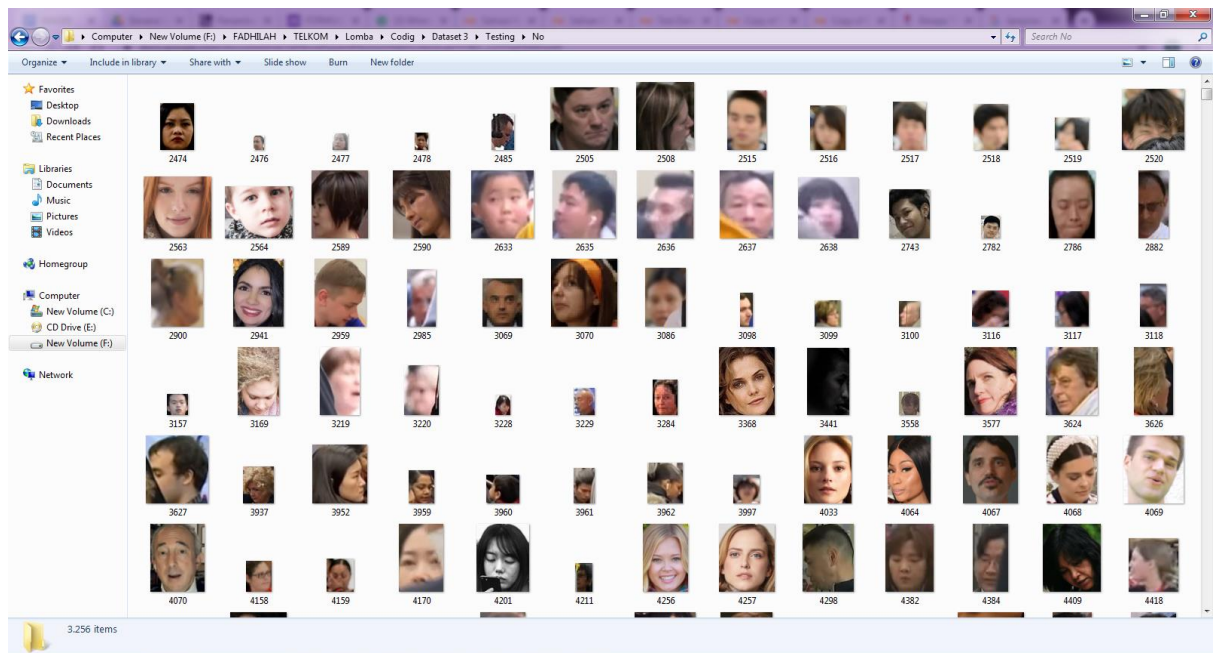 Computer ▸ New Volume (F:) ▸ FADHILAH ▸ TELKOM ▸ Lomba ▸ Codig ▸ Dataset 3 ▸ Testing ▸ No
Search No
Organize Include in library Share with Slide show Burn New folder
Favorites
Desktop
Downloads
Recent Places
Libraries
Documents
Music
Pictures
Videos
Homegroup
Computer
New Volume (C:)
CD Drive (E:)
New Volume (F:)
Network
2474 2476 2477 2478 2485 2505 2508 2515 2516 2517 2518 2519 2520
2563 2564 2589 2590 2633 2635 2636 2637 2638 2743 2782 2786 2882
2900 2941 2959 2985 3069 3070 3086 3098 3099 3100 3116 3117 3118
3157 3169 3219 3220 3228 3229 3284 3368 3441 3558 3577 3624 3626
3627 3937 3952 3959 3960 3961 3962 3997 4033 4064 4067 4068 4069
4070 4158 4159 4170 4201 4211 4256 4257 4298 4382 4384 4409 4418
3.256 items